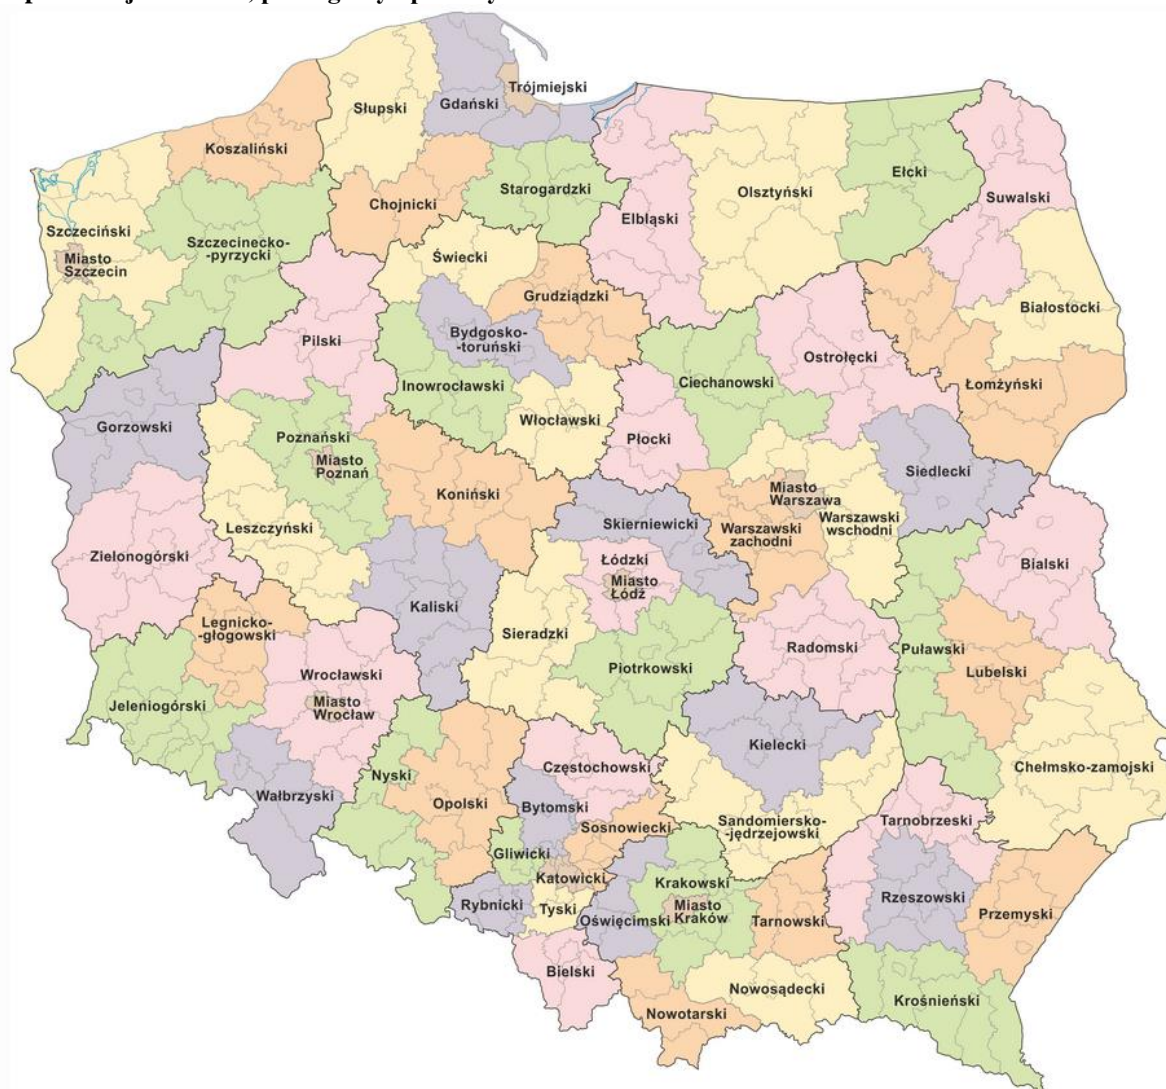 Trójmiejski
Gdański
Słupski
Koszaliński
Starogardzki
Chojnicki
Ełcki
Olsztyński
Suwalski
Elbląski
Szczeciński
Miasto
Szczecin
Szczecinecko-
-pyrzycki
Świecki
Grudziądzki
Białostocki
Bydgosko-
-toruński
Pilski
Ostrołęcki
Inowrocławski
Ciechanowski
Łomżyński
Włocławski
Gorzowski
Poznański
Miasto
Poznań
Płocki
Siedlecki
Koniński
Miasto
Warszawa
Skierniewicki
Warszawski
zachodni
Warszawski
wschodni
Leszczyński
Zielonogórski
Łódzki
Miasto
Łódź
Bialski
Kaliski
Legnicko-
-głogowski
Sieradzki
Piotrkowski
Radomski
Puławski
Lubelski
Wrocławski
Miasto
Wrocław
Jeleniogórski
Kielecki
Chełmsko-zamojski
Częstochowski
Nyski
Wałbrzyski
Opolski
Bytomski
Sosnowiecki
Sandomiersko-
-jędrzejowski
Tarnobrzeski
Gliwicki
Katowicki
Krakowski
Miasto
Kraków
Rzeszowski
Rybnicki
Tyski
Oświęcimski
Tarnowski
Przemyski
Bielski
Nowosądecki
Krośnieński
Nowotarski